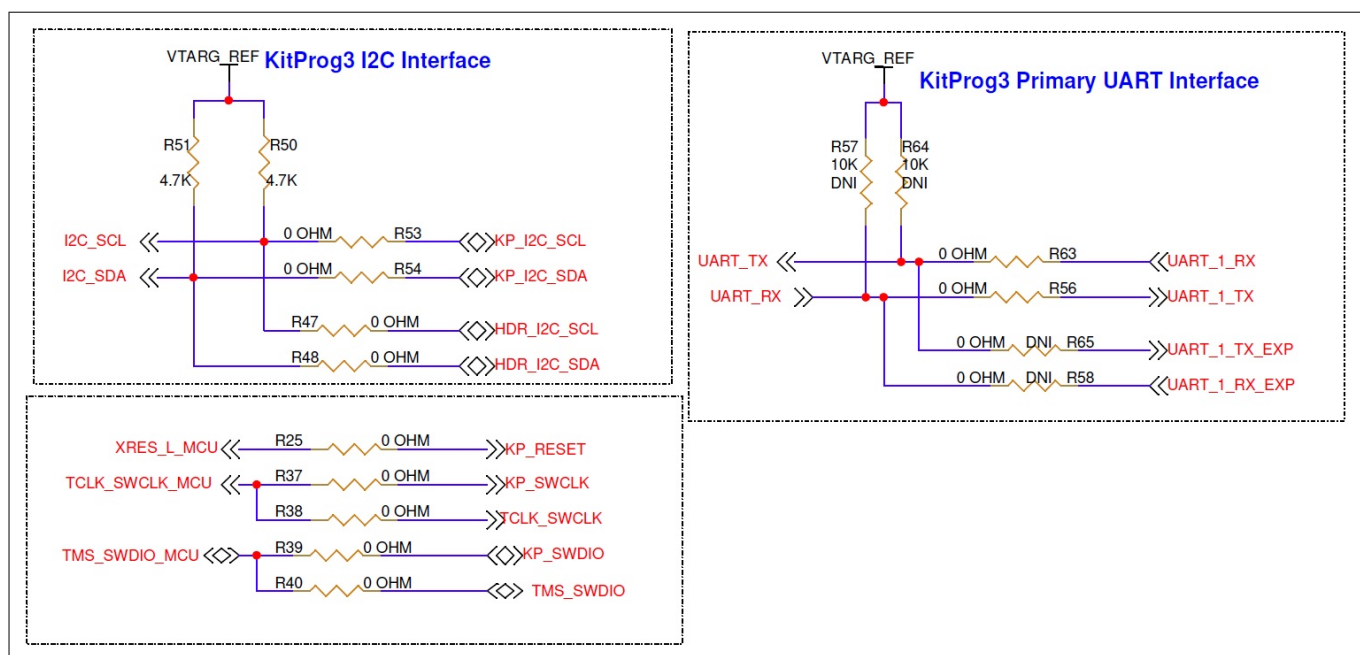 VTARG_REF
KitProg3 I2C Interface
R51
R50
4.7K
4.7K
I2C_SCL
0 OHM
R53
KP_I2C_SCL
I2C_SDA
0 OHM
R54
KP_I2C_SDA
R47
0 OHM
HDR_I2C_SCL
R48
0 OHM
HDR_I2C_SDA
VTARG_REF
KitProg3 Primary UART Interface
R57
R64
10K
10K
DNI
DNI
UART_TX
0 OHM
R63
UART_1_RX
UART_RX
0 OHM
R56
UART_1_TX
0 OHM
DNI
R65
UART_1_TX_EXP
0 OHM
DNI
R58
UART_1_RX_EXP
XRES_L_MCU
R25
0 OHM
KP_RESET
TCLK_SWCLK_MCU
R37
0 OHM
KP_SWCLK
R38
0 OHM
TCLK_SWCLK
TMS_SWDIO_MCU
R39
0 OHM
KP_SWDIO
R40
0 OHM
TMS_SWDIO